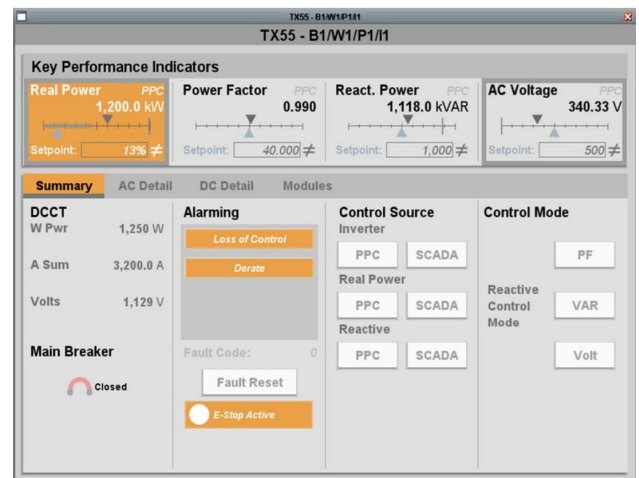 TX55 - B1/W1/P1/I1
TX55 - B1/W1/P1/I1
Key Performance Indicators
Real Power PPC
1,200.0 kW
Setpoint: 13% ≠
Power Factor PPC
0.990
Setpoint: 40.000 ≠
React. Power PPC
1,118.0 kVAR
Setpoint: 1,000 ≠
AC Voltage PPC
340.33 V
Setpoint: 500 ≠
Summary AC Detail DC Detail Modules
DCCT
W Pwr 1,250 W
A Sum 3,200.0 A
Volts 1,129 V
Main Breaker
Closed
Alarming
Loss of Control
Derate
Fault Code: 0
Fault Reset
E-Stop Active
Control Source
Inverter
PPC SCADA
Real Power
PPC SCADA
Reactive
PPC SCADA
Control Mode
Reactive
Control
Mode
PF
VAR
Volt